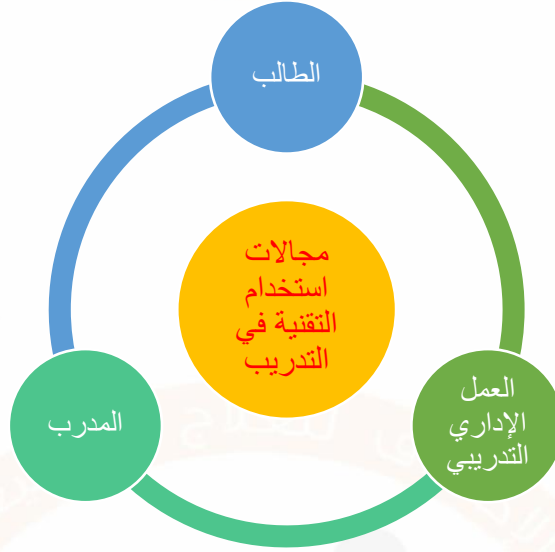 الطالب
مجالات
استخدام
التقنية في
التدريب
العمل
الإداري
التدريبي
المدرب